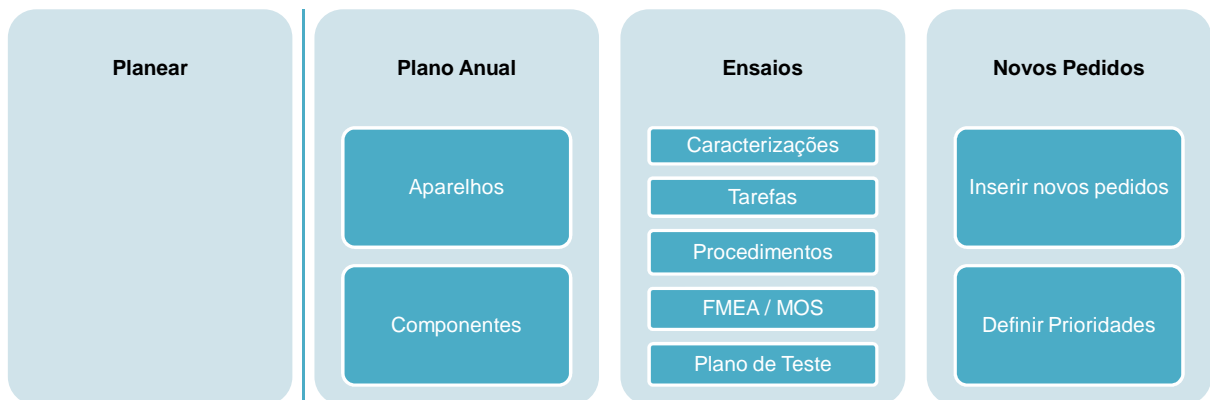 Planear
Plano Anual
Aparelhos
Componentes
Ensaios
Caracterizações
Tarefas
Procedimentos
FMEA / MOS
Plano de Teste
Novos Pedidos
Inserir novos pedidos
Definir Prioridades